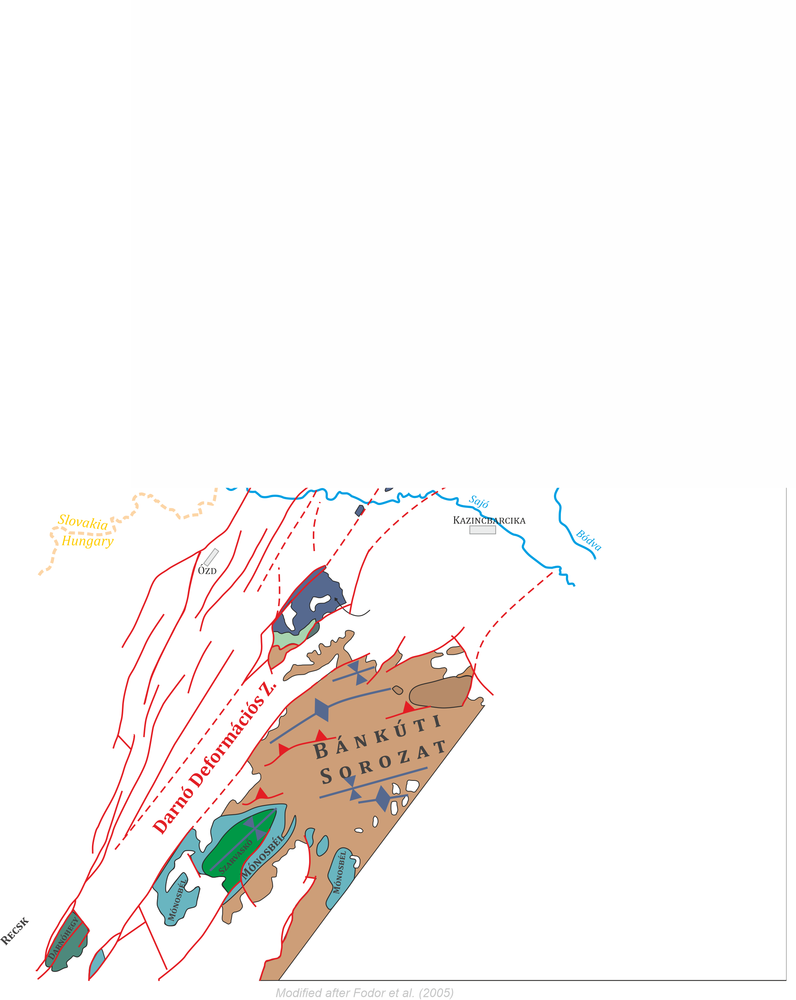 Sajó
Slovakia
KAZINCBARCIKA
Hungary
Bódva
ÓZD
Darnó Deformációs Z.
BÁNKÚTI
SOROZAT
SZARVASKŐ
MÓNOSBÉL
MÓNOSBÉL
MÓNOSBÉL
DARNÓHEGY
RECSK
Modified after Fodor et al. (2005)